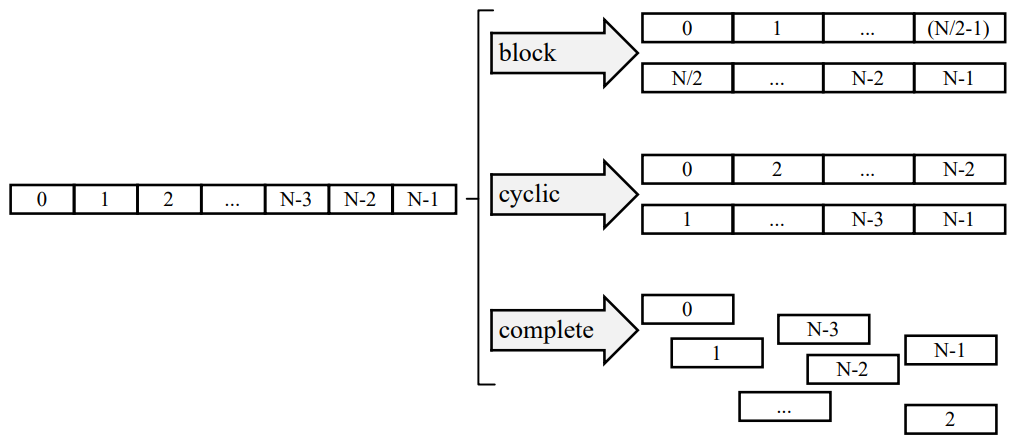 0 1 2 ... N-3 N-2 N-1
block
0 1 ... (N/2-1)
N/2 ... N-2 N-1
cyclic
0 2 ... N-2
1 ... N-3 N-1
complete
0
N-3
1
N-1
N-2
...
2